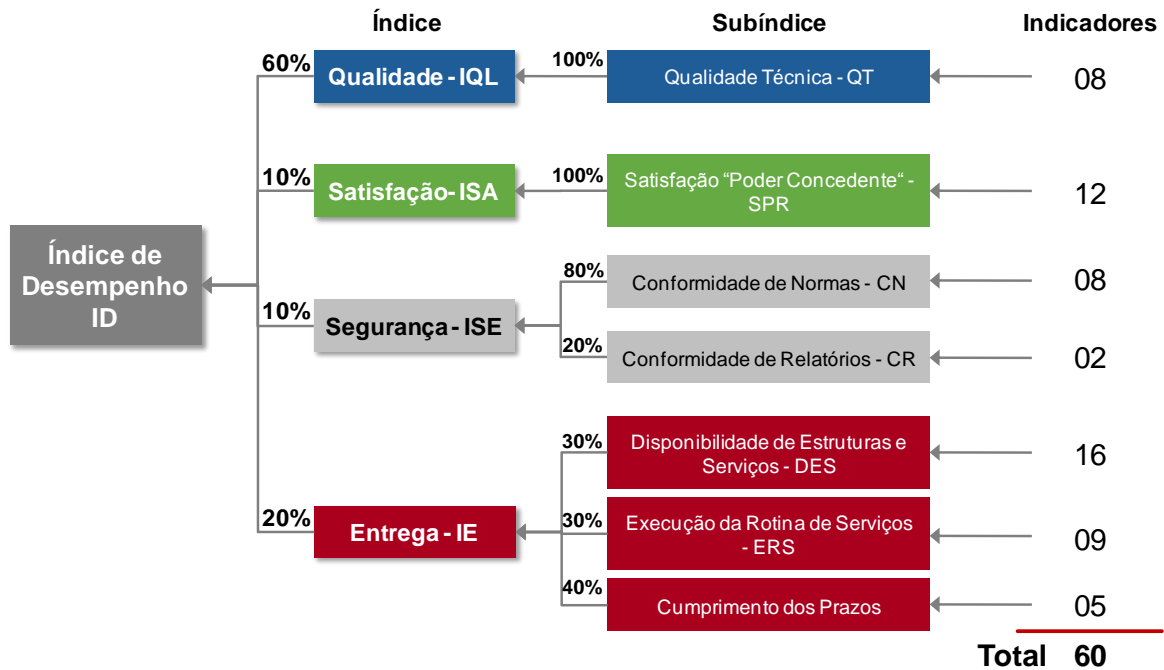 Índice Subíndice Indicadores
60% Qualidade - IQL 100% Qualidade Técnica - QT 08
10% Satisfação- ISA 100% Satisfação “Poder Concedente“ -
SPR 12
Índice de
Desempenho
ID
10% Segurança - ISE
80% Conformidade de Normas - CN 08
20% Conformidade de Relatórios - CR 02
20% Entrega - IE
30% Disponibilidade de Estruturas e
Serviços - DES 16
30% Execução da Rotina de Serviços
- ERS 09
40% Cumprimento dos Prazos 05
Total 60